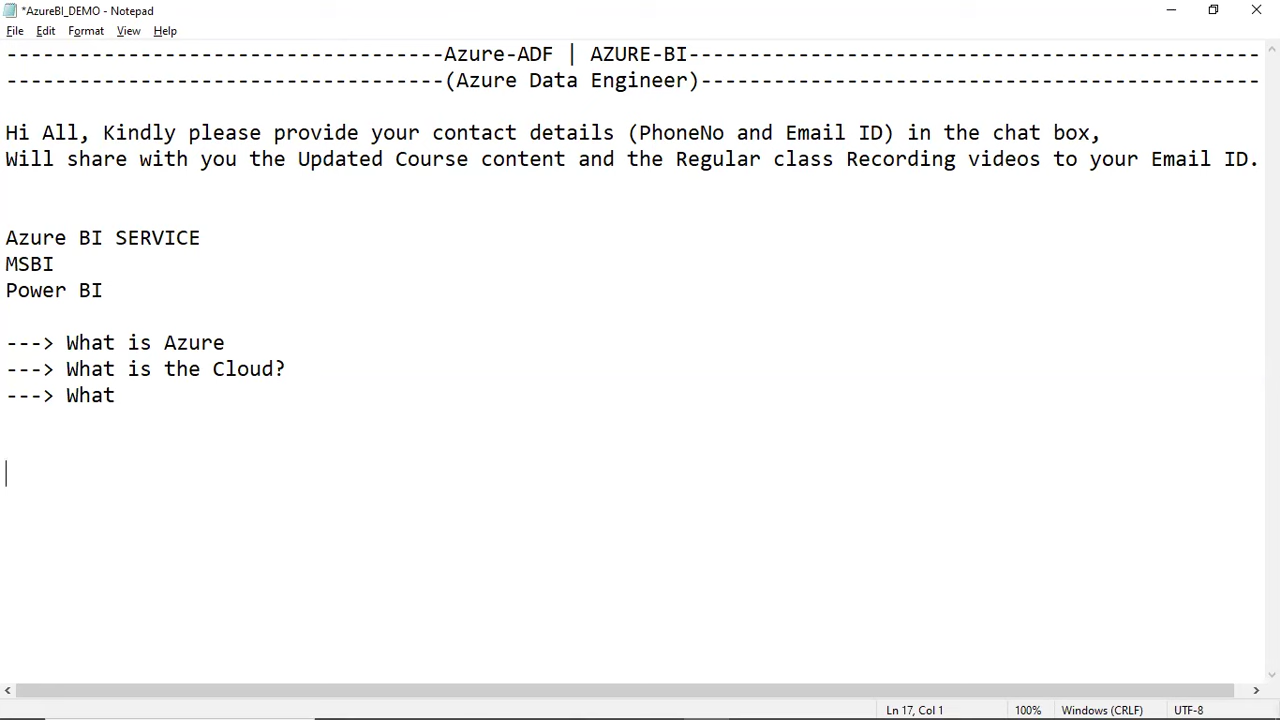 *AzureBI_DEMO - Notepad
File Edit Format View Help
------------------------------------Azure-ADF | AZURE-BI-----------------------------------------------
------------------------------------(Azure Data Engineer)----------------------------------------------
Hi All, Kindly please provide your contact details (PhoneNo and Email ID) in the chat box,
Will share with you the Updated Course content and the Regular class Recording videos to your Email ID.
Azure BI SERVICE
MSBI
Power BI
---> What is Azure
---> What is the Cloud?
---> What
Ln 17, Col 1 100% Windows (CRLF) UTF-8